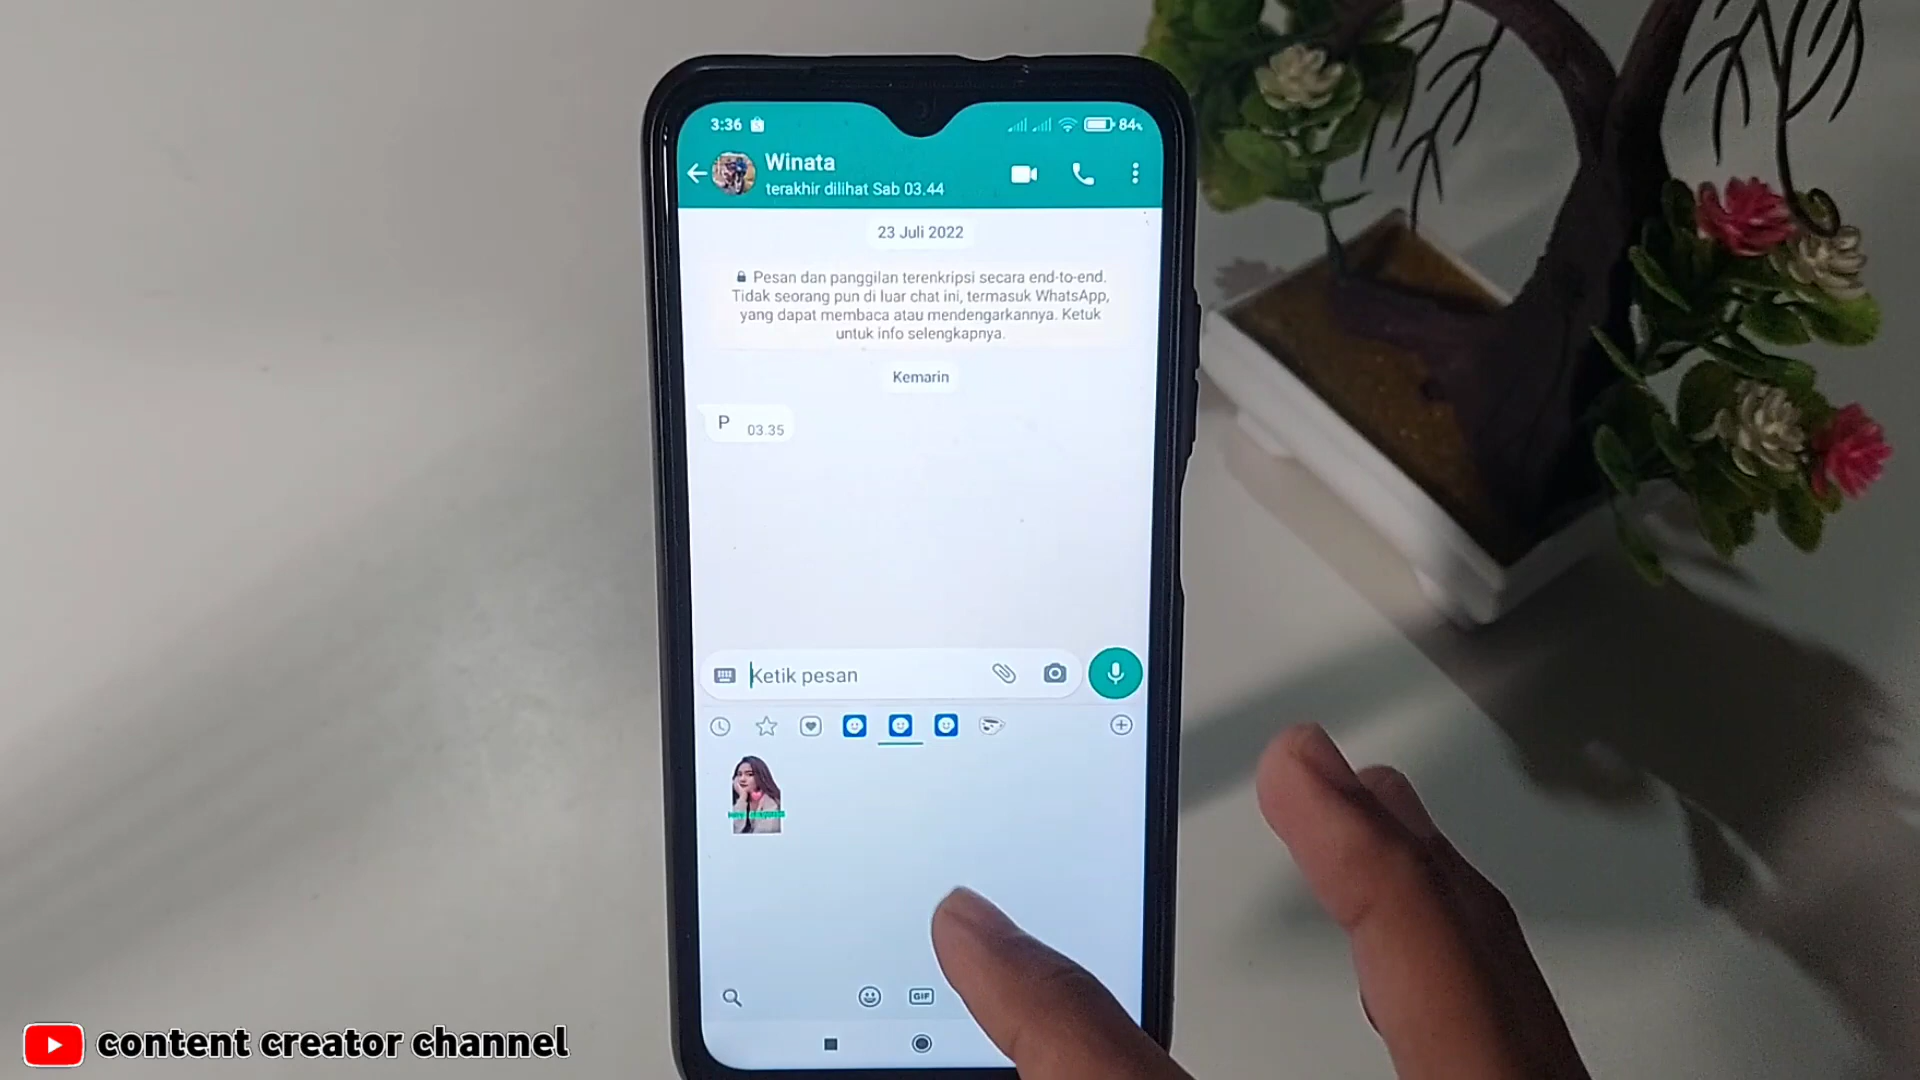 3:36
84%
Winata
terakhir dilihat Sab 03.44
23 Juli 2022
Pesan dan panggilan terenkripsi secara end-to-end.
Tidak seorang pun di luar chat ini, termasuk WhatsApp,
yang dapat membaca atau mendengarkannya. Ketuk
untuk info selengkapnya.
Kemarin
P
03.35
Ketik pesan
GIF
content creator channel